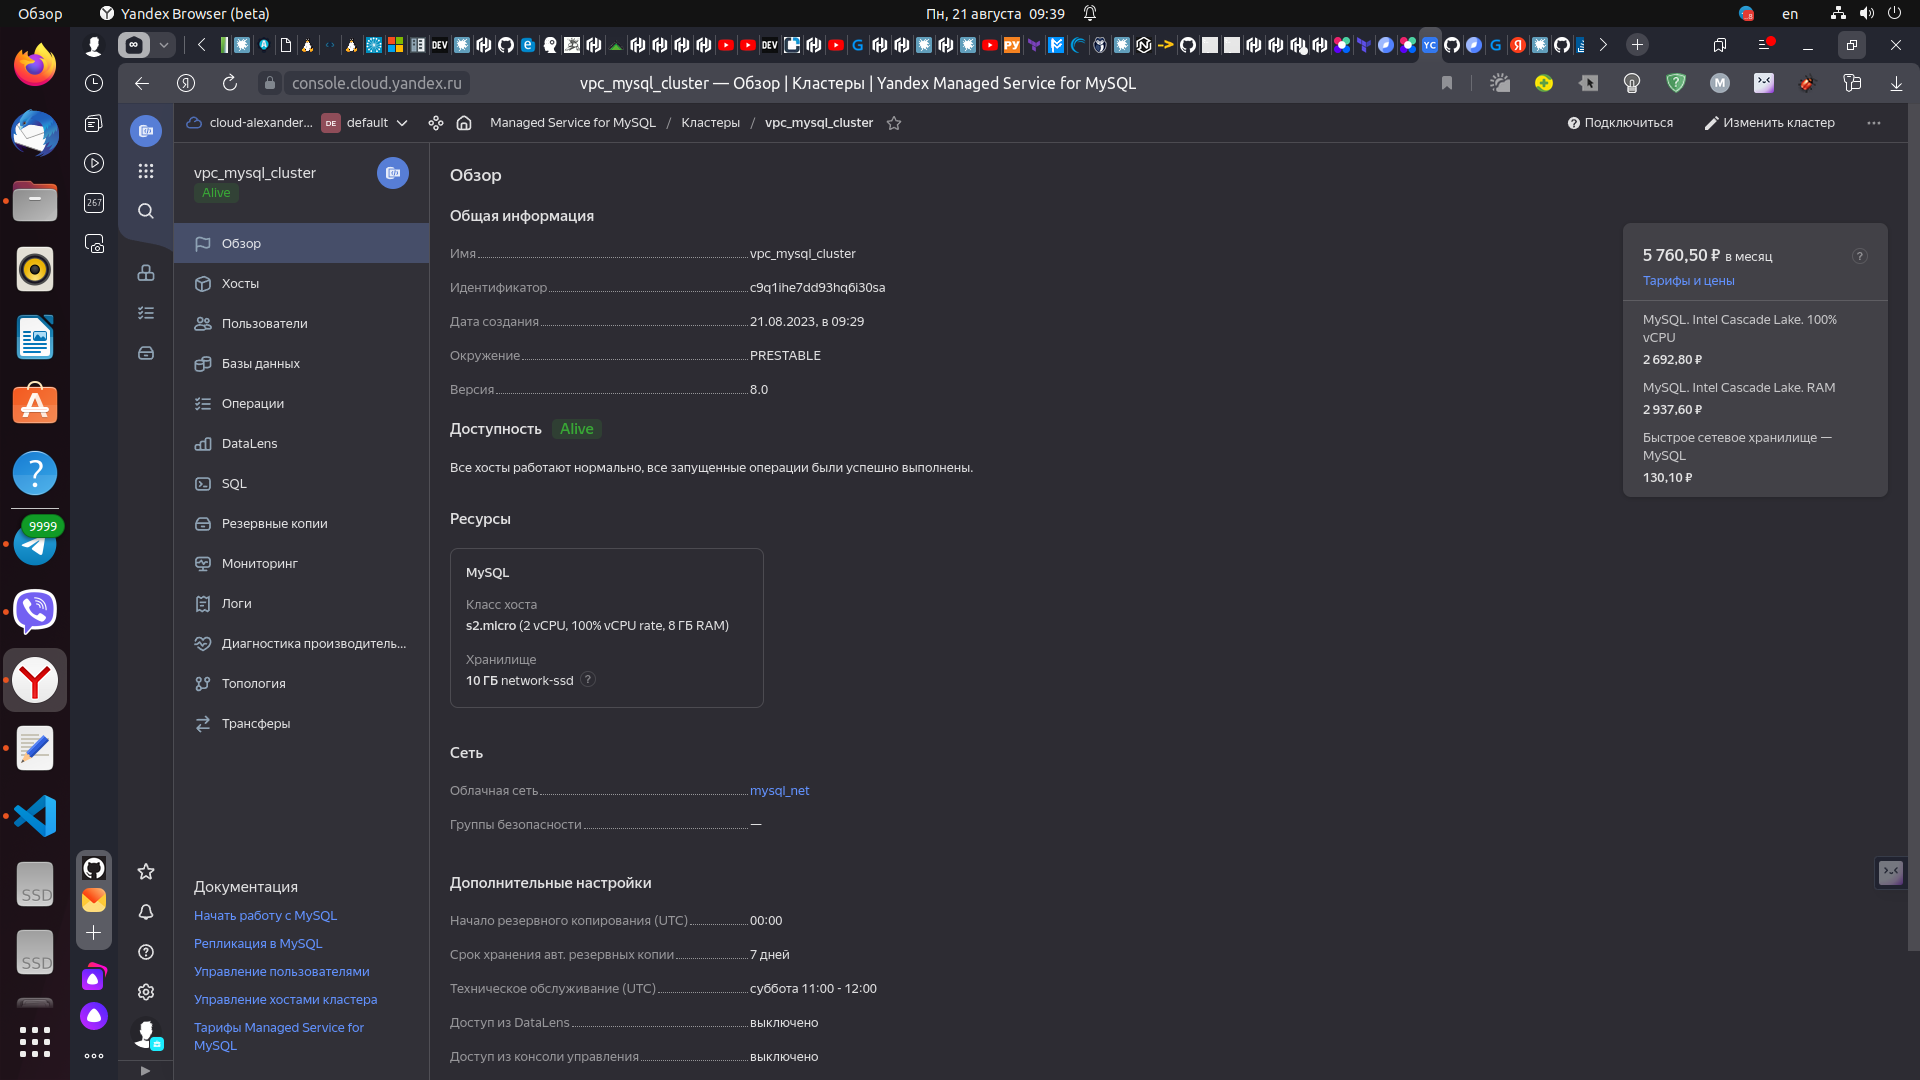 Обзор
Yandex Browser (beta)
Пн, 21 августа 09:39
en
console.cloud.yandex.ru
vpc_mysql_cluster — Обзор | Кластеры | Yandex Managed Service for MySQL
cloud-alexander...
DE
default
Managed Service for MySQL / Кластеры / vpc_mysql_cluster
Подключиться
Изменить кластер
vpc_mysql_cluster
Alive
Обзор
Хосты
Пользователи
Базы данных
Операции
DataLens
SQL
Резервные копии
Мониторинг
Логи
Диагностика производитель...
Топология
Трансферы
Документация
Начать работу с MySQL
Репликация в MySQL
Управление пользователями
Управление хостами кластера
Тарифы Managed Service for
MySQL
Обзор
Общая информация
Имя vpc_mysql_cluster
Идентификатор c9q1ihe7dd93hq6i30sa
Дата создания 21.08.2023, в 09:29
Окружение PRESTABLE
Версия 8.0
Доступность Alive
Все хосты работают нормально, все запущенные операции были успешно выполнены.
Ресурсы
MySQL
Класс хоста
s2.micro (2 vCPU, 100% vCPU rate, 8 ГБ RAM)
Хранилище
10 ГБ network-ssd ?
Сеть
Облачная сеть mysql_net
Группы безопасности —
Дополнительные настройки
Начало резервного копирования (UTC) 00:00
Срок хранения авт. резервных копии 7 дней
Техническое обслуживание (UTC) суббота 11:00 - 12:00
Доступ из DataLens выключено
Доступ из консоли управления выключено
5 760,50 ₽ в месяц ?
Тарифы и цены
MySQL. Intel Cascade Lake. 100%
vCPU
2 692,80 ₽
MySQL. Intel Cascade Lake. RAM
2 937,60 ₽
Быстрое сетевое хранилище —
MySQL
130,10 ₽
267
9999
SSD
SSD
DEV
DEV
РУ
YC
M